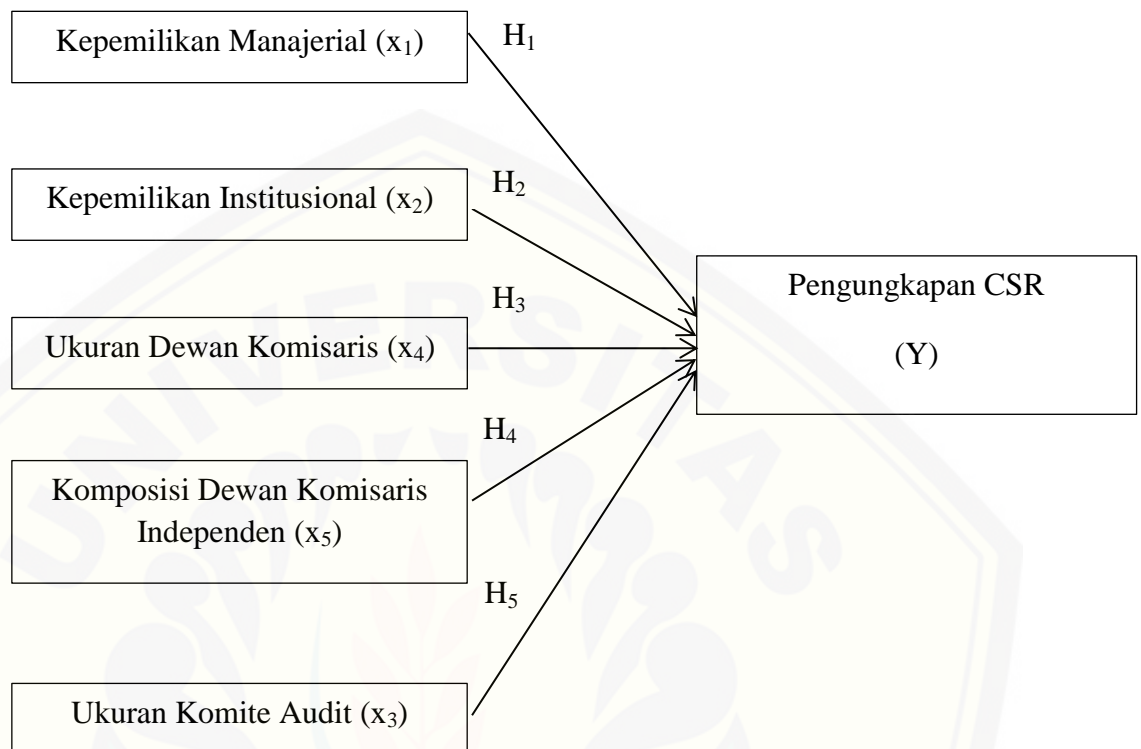 Kepemilikan Manajerial (x₁)
H₁
Kepemilikan Institusional (x₂)
H₂
Ukuran Dewan Komisaris (x₄)
H₃
Komposisi Dewan Komisaris
Independen (x₅)
H₄
Ukuran Komite Audit (x₃)
H₅
Pengungkapan CSR
(Y)
UNIVERSITAS